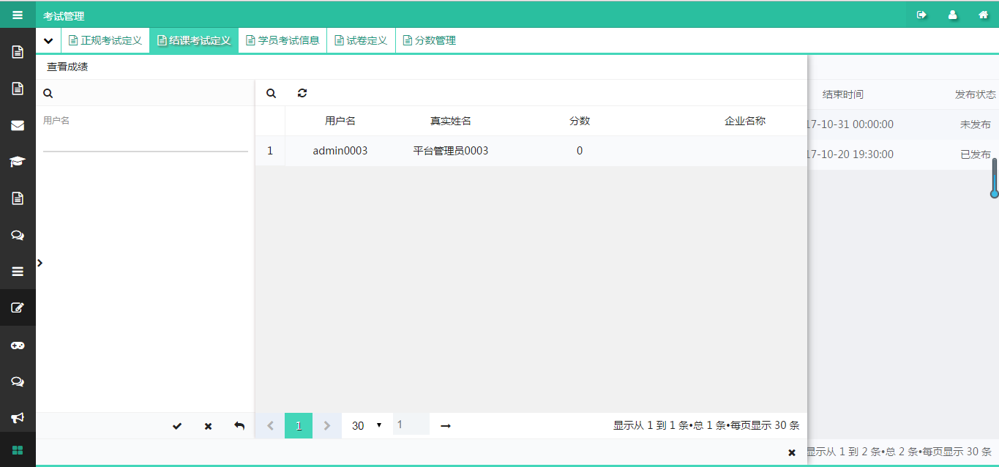 考试管理
正规考试定义 结课考试定义 学员考试信息 试卷定义 分数管理
查看成绩
用户名
用户名 真实姓名 分数 企业名称
1 admin0003 平台管理员0003 0
结束时间 发布状态
17-10-31 00:00:00 未发布
17-10-20 19:30:00 已发布
1 30 1 显示从 1 到 1 条•总 1 条•每页显示 30 条
显示从 1 到 2 条•总 2 条•每页显示 30 条